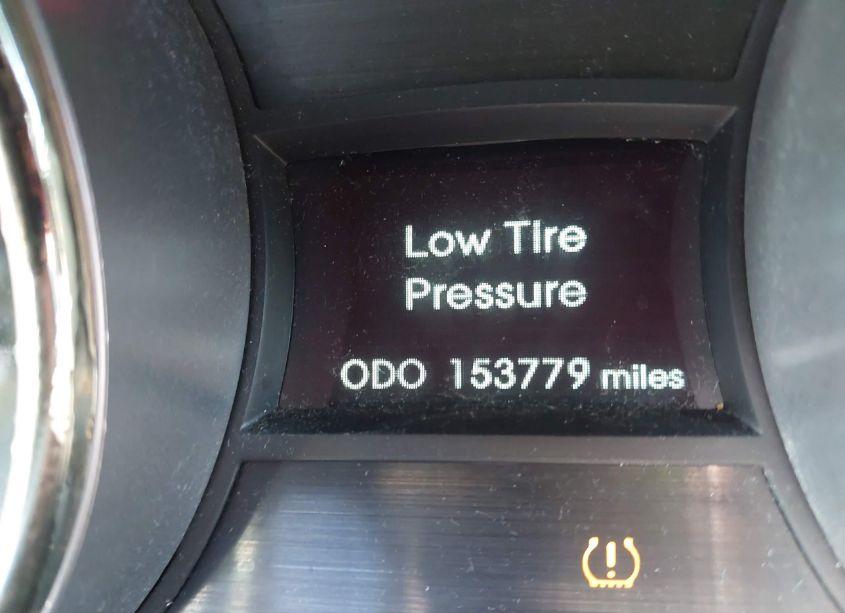 Low Tire
Pressure
ODO 153779 miles